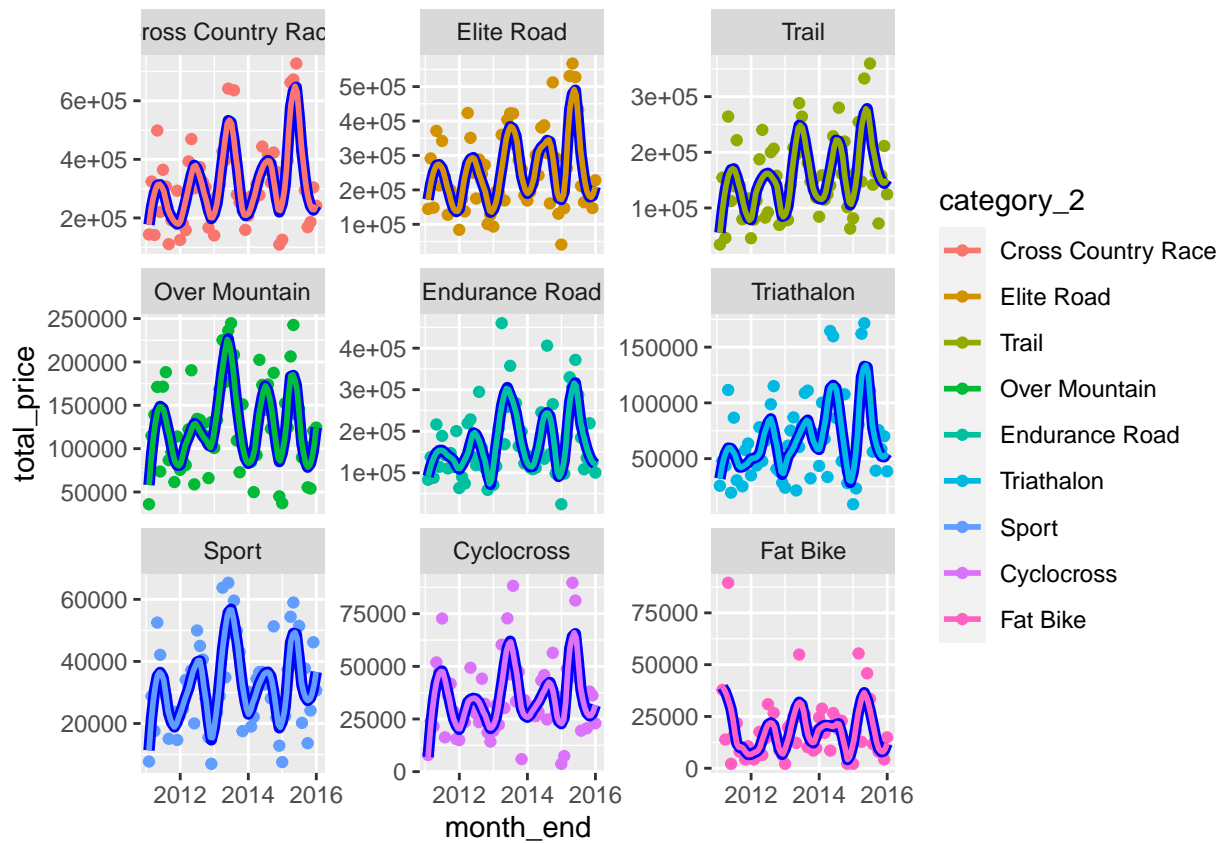 ross Country Rac
Elite Road
Trail
6e+05
4e+05
2e+05
5e+05
4e+05
3e+05
2e+05
1e+05
3e+05
2e+05
1e+05
Over Mountain
Endurance Road
Triathalon
250000
200000
150000
100000
50000
4e+05
3e+05
2e+05
1e+05
150000
100000
50000
Sport
Cyclocross
Fat Bike
60000
40000
20000
75000
50000
25000
0
75000
50000
25000
0
2012 2014 2016
2012 2014 2016
2012 2014 2016
month_end
total_price
category_2
Cross Country Race
Elite Road
Trail
Over Mountain
Endurance Road
Triathalon
Sport
Cyclocross
Fat Bike